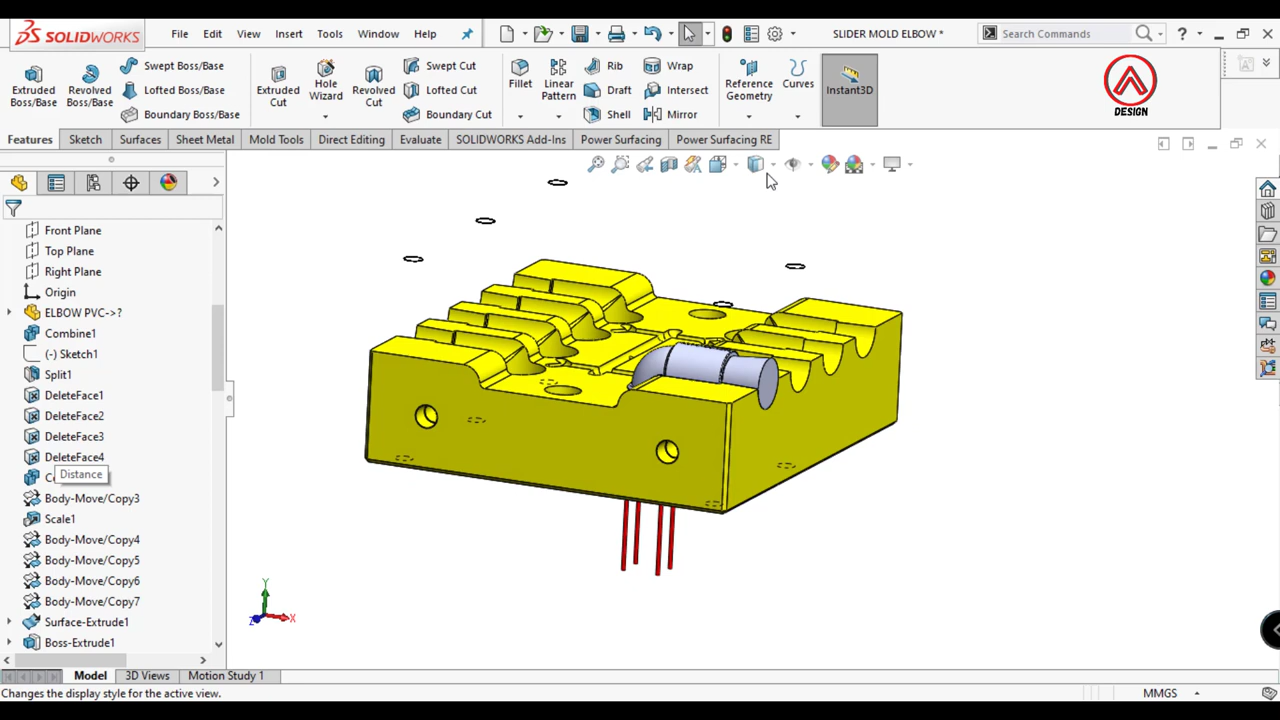 SOLIDWORKS File Edit View Insert Tools Window Help SLIDER MOLD ELBOW * Search Commands ?
Extruded Boss/Base Revolved Boss/Base Swept Boss/Base Lofted Boss/Base Boundary Boss/Base Extruded Cut Hole Wizard Revolved Cut Swept Cut Lofted Cut Boundary Cut Fillet Linear Pattern Rib Draft Shell Wrap Intersect Mirror Reference Geometry Curves Instant3D
DESIGN
Features Sketch Surfaces Sheet Metal Mold Tools Direct Editing Evaluate SOLIDWORKS Add-Ins Power Surfacing Power Surfacing RE
Front Plane
Top Plane
Right Plane
Origin
ELBOW PVC->?
Combine1
(-) Sketch1
Split1
DeleteFace1
DeleteFace2
DeleteFace3
DeleteFace4
Distance
Body-Move/Copy3
Scale1
Body-Move/Copy4
Body-Move/Copy5
Body-Move/Copy6
Body-Move/Copy7
Surface-Extrude1
Boss-Extrude1
Y
Z X
Model 3D Views Motion Study 1
Changes the display style for the active view. MMGS